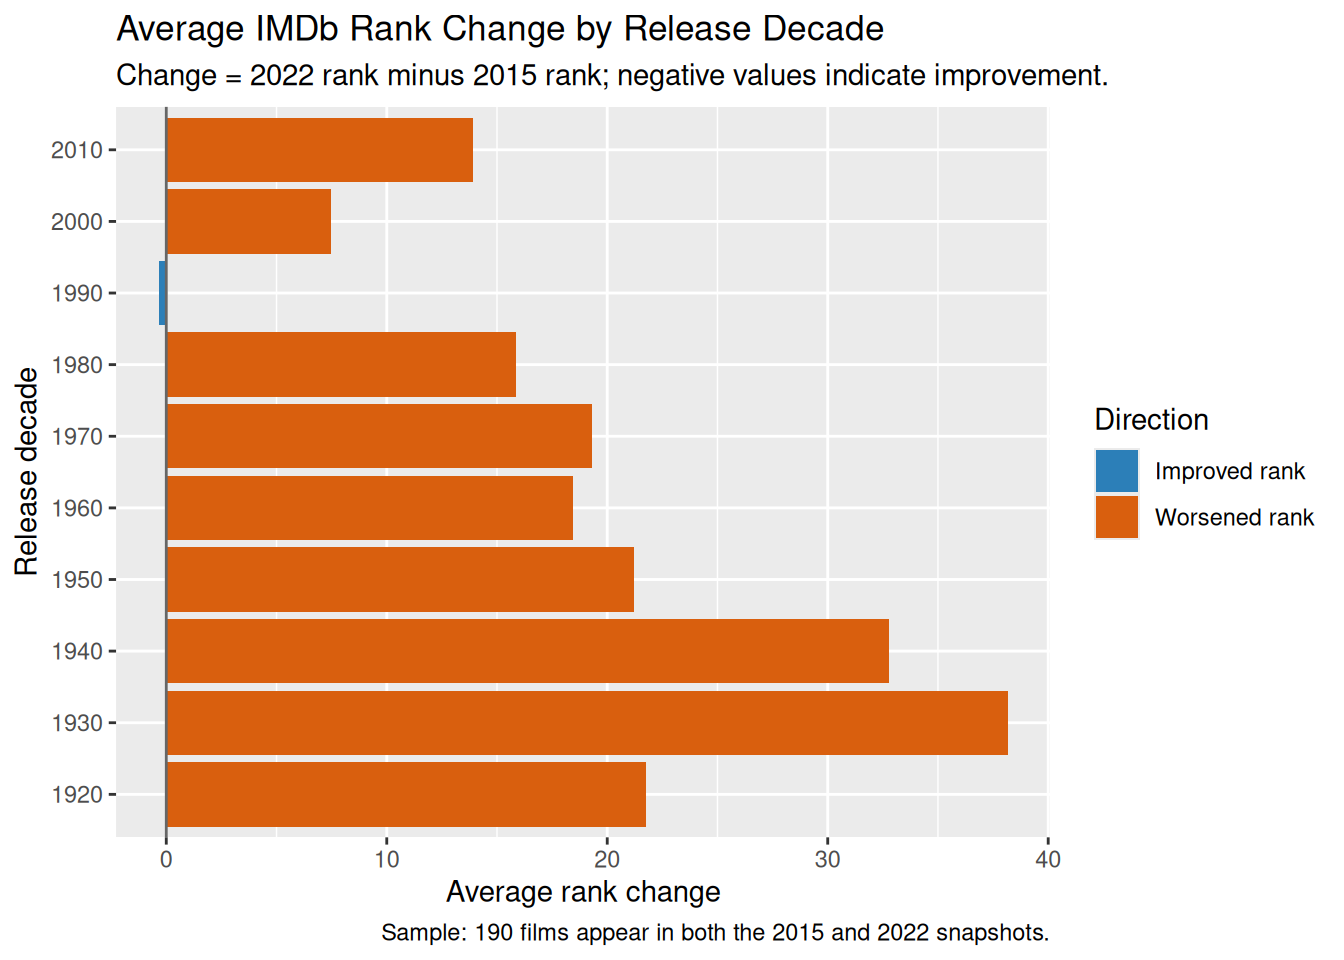 Average IMDb Rank Change by Release Decade
Change = 2022 rank minus 2015 rank; negative values indicate improvement.
Release decade
2010
2000
1990
1980
1970
1960
1950
1940
1930
1920
0 10 20 30 40
Average rank change
Direction
Improved rank
Worsened rank
Sample: 190 films appear in both the 2015 and 2022 snapshots.